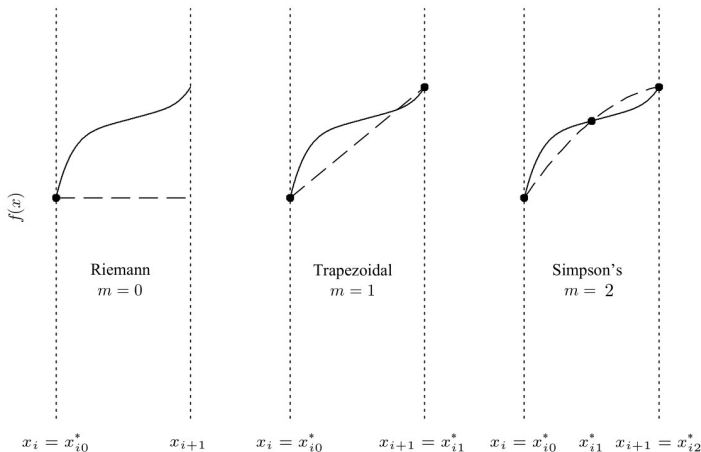 f(x)
Riemann
m = 0
Trapezoidal
m = 1
Simpson's
m = 2
x_i = x^*_{i0}
x_{i+1}
x_i = x^*_{i0}
x_{i+1} = x^*_{i1}
x_i = x^*_{i0}
x^*_{i1}
x_{i+1} = x^*_{i2}